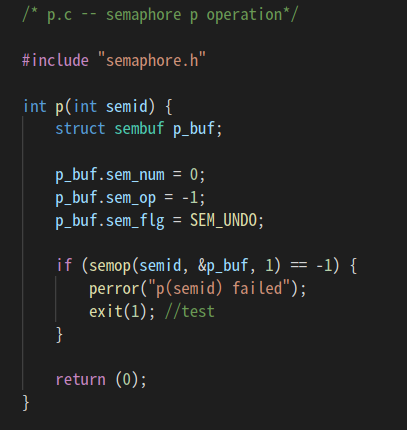 /* p.c -- semaphore p operation*/
#include "semaphore.h"
int p(int semid) {
struct sembuf p_buf;
p_buf.sem_num = 0;
p_buf.sem_op = -1;
p_buf.sem_flg = SEM_UNDO;
if (semop(semid, &p_buf, 1) == -1) {
perror("p(semid) failed");
exit(1); //test
}
return (0);
}